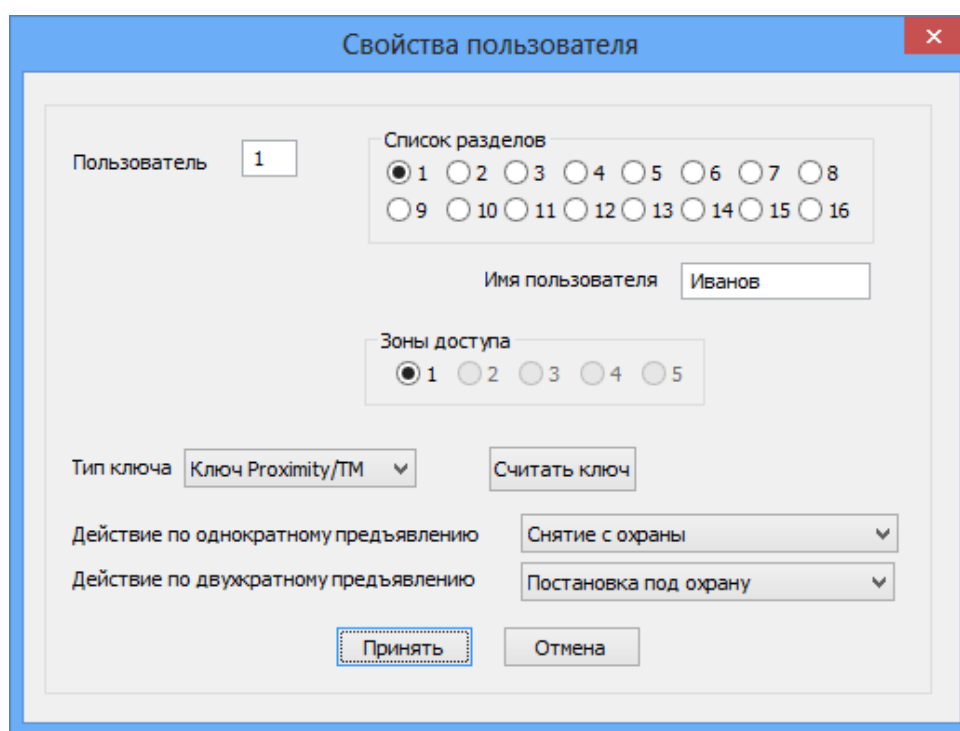 Свойства пользователя
Пользователь 1
Список разделов
1 2 3 4 5 6 7 8
9 10 11 12 13 14 15 16
Имя пользователя Иванов
Зоны доступа
1 2 3 4 5
Тип ключа Ключ Proximity/TM Считать ключ
Действие по однократному предъявлению Снятие с охраны
Действие по двухкратному предъявлению Постановка под охрану
Принять Отмена